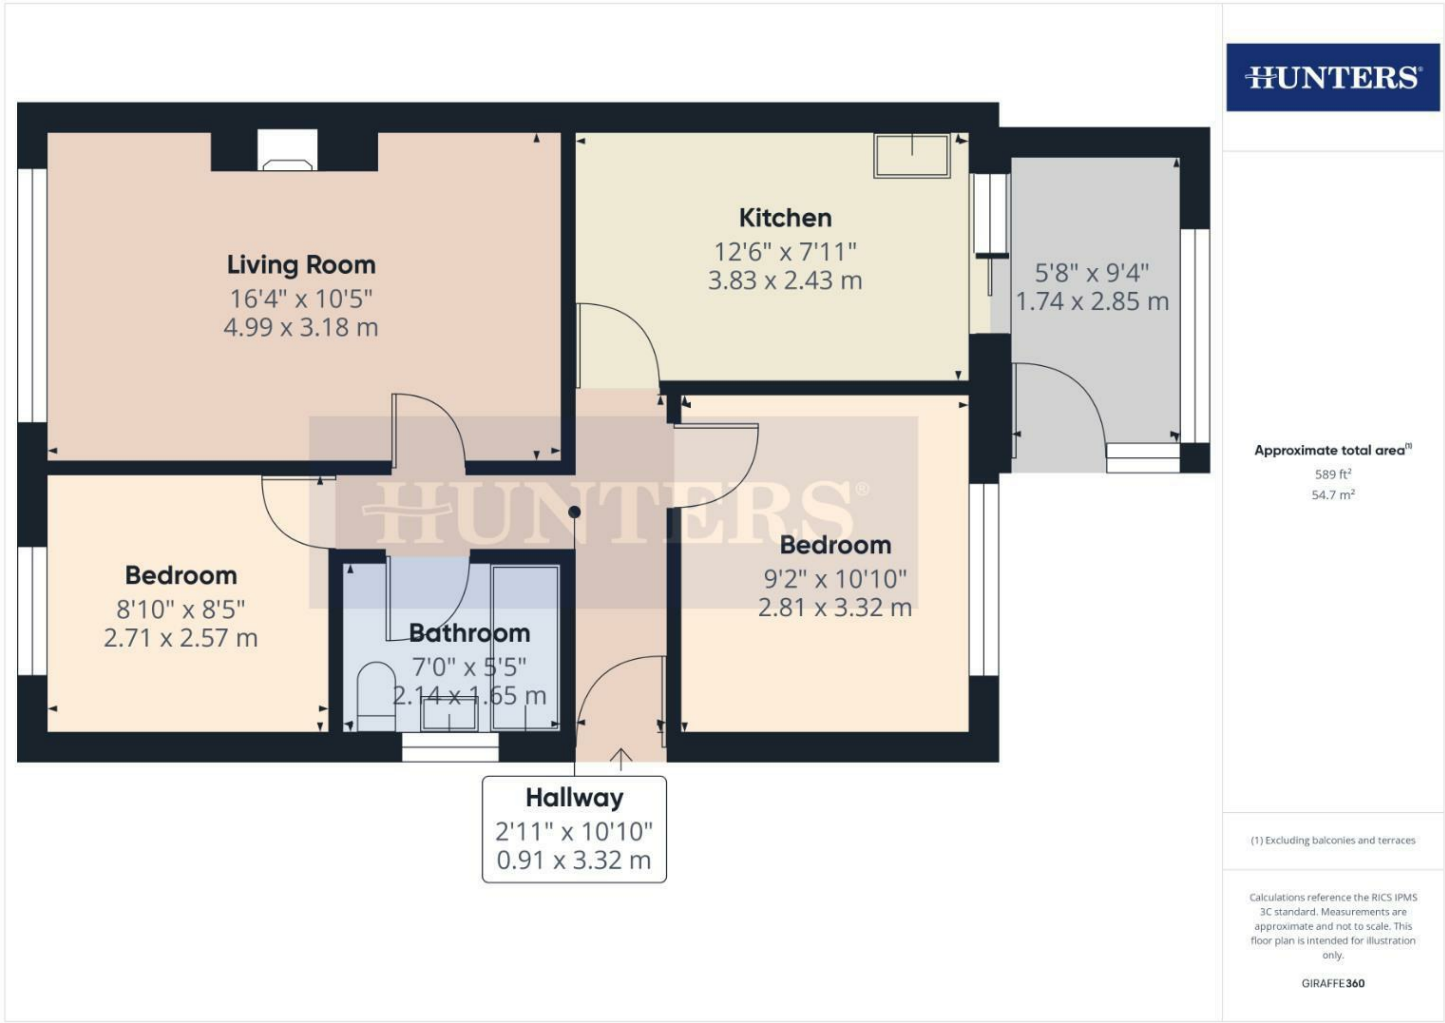 HUNTERS®
Living Room
16'4" x 10'5"
4.99 x 3.18 m
Kitchen
12'6" x 7'11"
3.83 x 2.43 m
5'8" x 9'4"
1.74 x 2.85 m
HUNTERS®
Bedroom
8'10" x 8'5"
2.71 x 2.57 m
Bathroom
7'0" x 5'5"
2.14 x 1.65 m
Bedroom
9'2" x 10'10"
2.81 x 3.32 m
Hallway
2'11" x 10'10"
0.91 x 3.32 m
Approximate total area(1)
589 ft²
54.7 m²
(1) Excluding balconies and terraces
Calculations reference the RICS IPMS
3C standard. Measurements are
approximate and not to scale. This
floor plan is intended for illustration
only.
GIRAFFE360